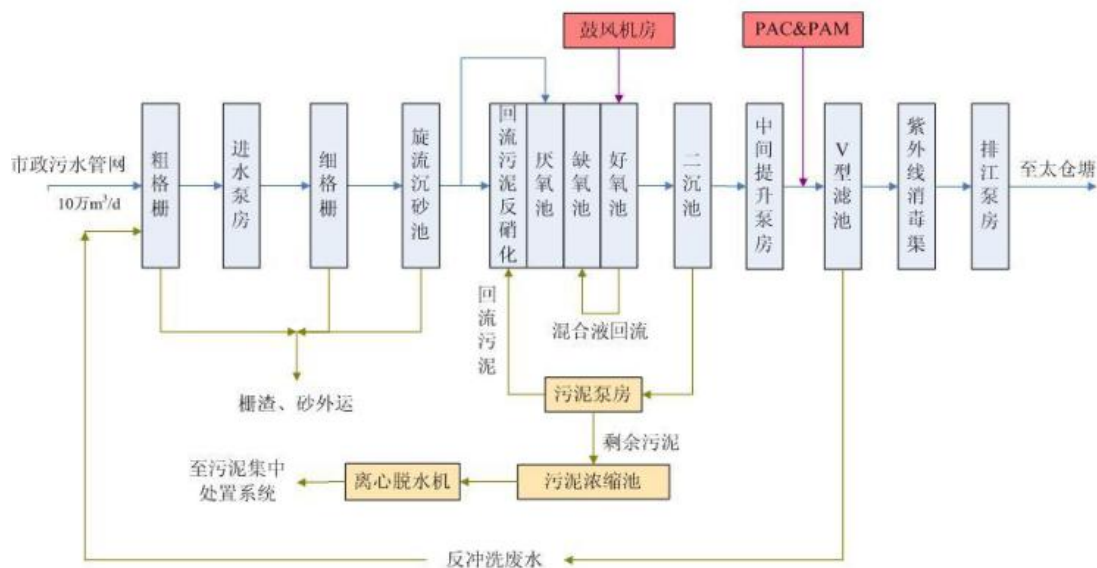 鼓风机房
PAC&PAM
市政污水管网
10万m³/d
粗格栅
进水泵房
细格栅
旋流沉砂池
回流污泥反硝化
厌氧池
缺氧池
好氧池
二沉池
中间提升泵房
V型滤池
紫外线消毒渠
排江泵房
至太仓塘
回流污泥
混合液回流
栅渣、砂外运
污泥泵房
剩余污泥
至污泥集中
处置系统
离心脱水机
污泥浓缩池
反冲洗废水